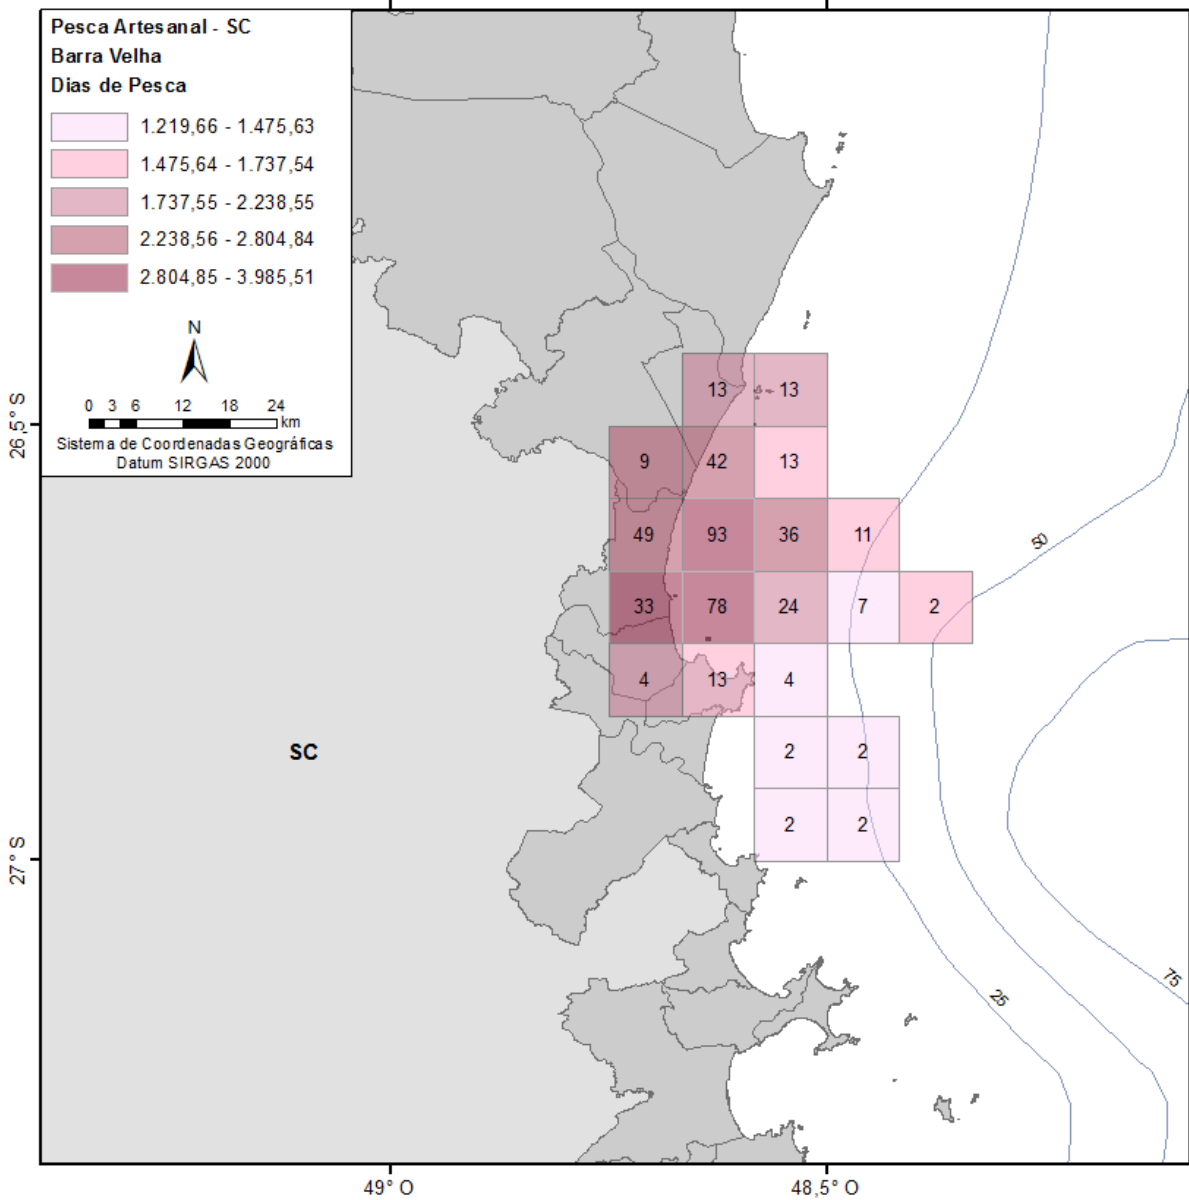 Pesca Artesanal - SC
Barra Velha
Dias de Pesca
1.219,66 - 1.475,63
1.475,64 - 1.737,54
1.737,55 - 2.238,55
2.238,56 - 2.804,84
2.804,85 - 3.985,51
N
0 3 6 12 18 24
km
Sistema de Coordenadas Geográficas
Datum SIRGAS 2000
26,5° S
13 13
9 42 13
49 93 36 11
50
33 78 24 7 2
4 13 4
SC
2 2
2 2
27° S
75
25
49° O
48,5° O